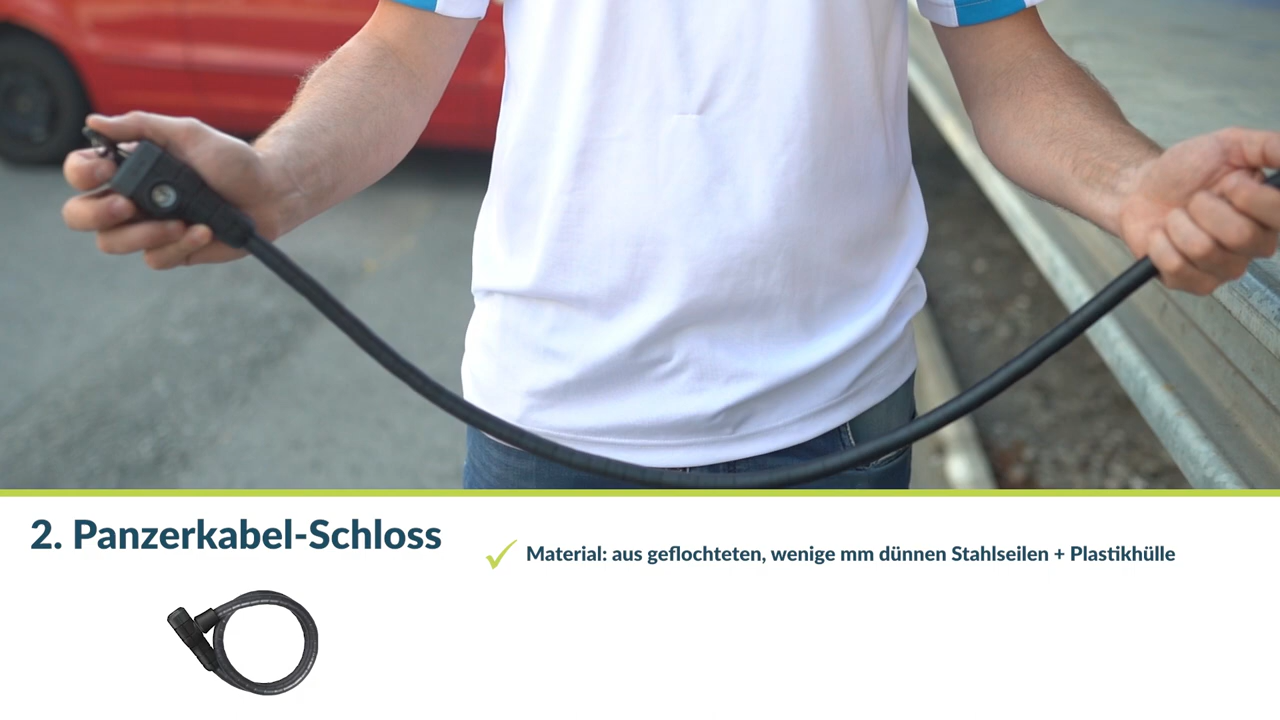 2. Panzerkabel-Schloss
Material: aus geflochteten, wenige mm dünnen Stahlseilen + Plastikhülle